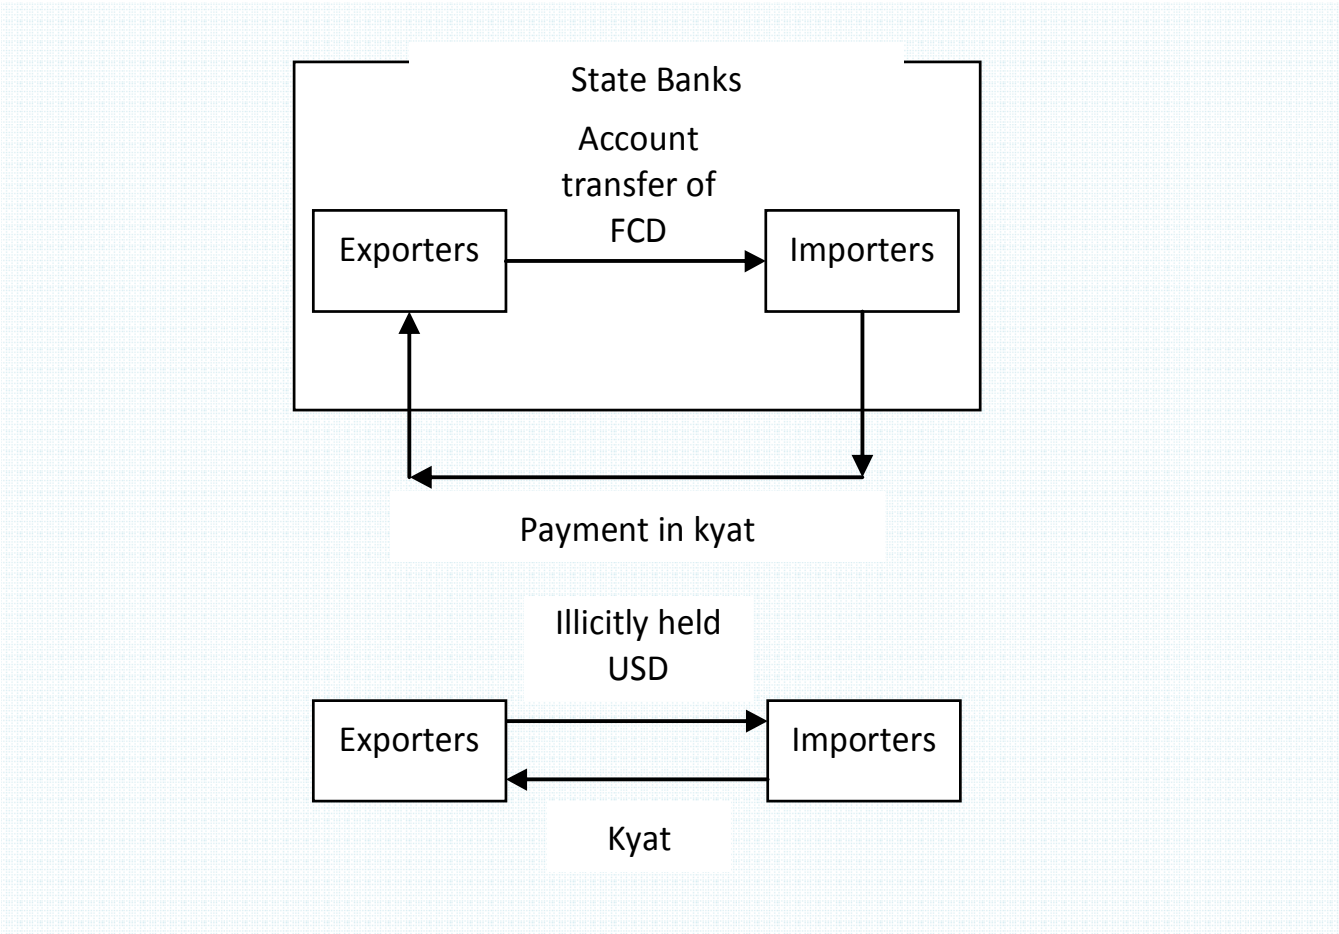 State Banks
Account
transfer of
FCD
Exporters
Importers
Payment in kyat
Illicitly held
USD
Exporters
Importers
Kyat